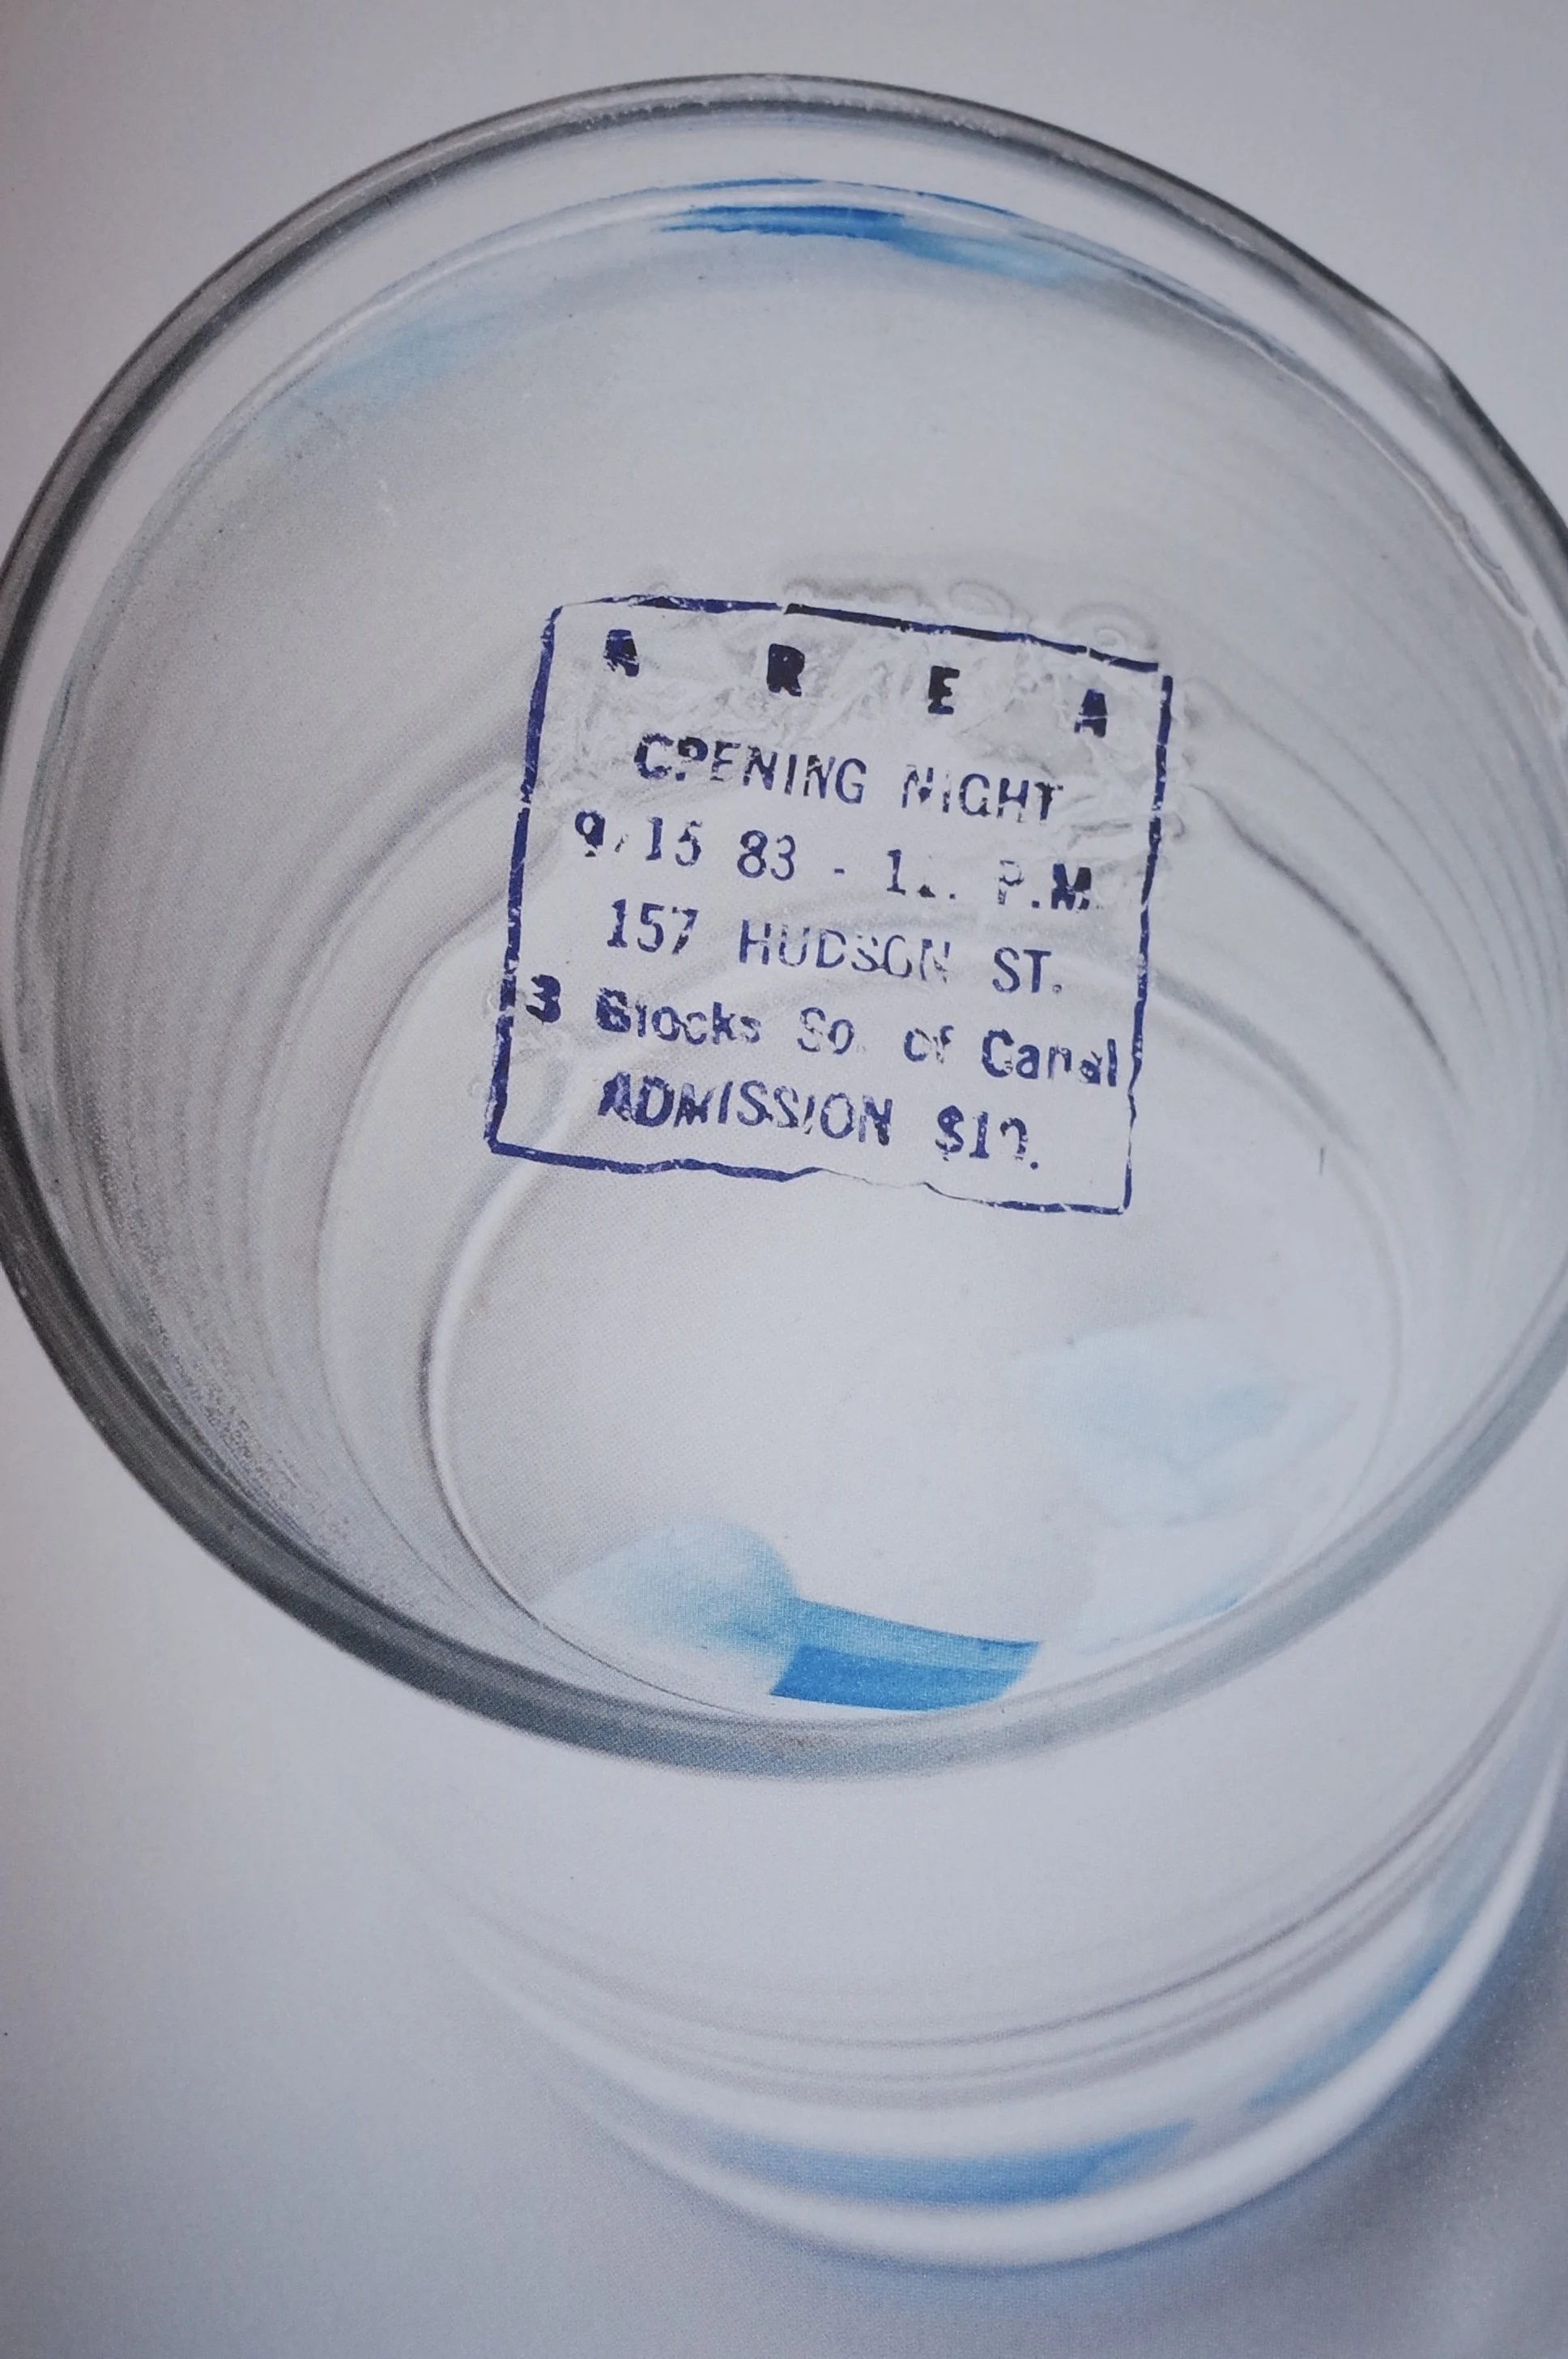 A R E A
OPENING NIGHT
9/15 83 - P.M.
157 HUDSON ST.
3 Blocks So. of Canal
ADMISSION